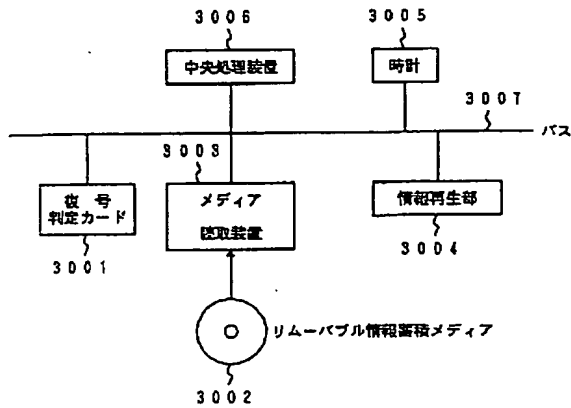 3006
3005
中央処理装置
時計
3007
バス
3003
復号
判定カード
メディア
読取装置
情報再生部
3001
3004
リムーバブル情報蓄積メディア
3002